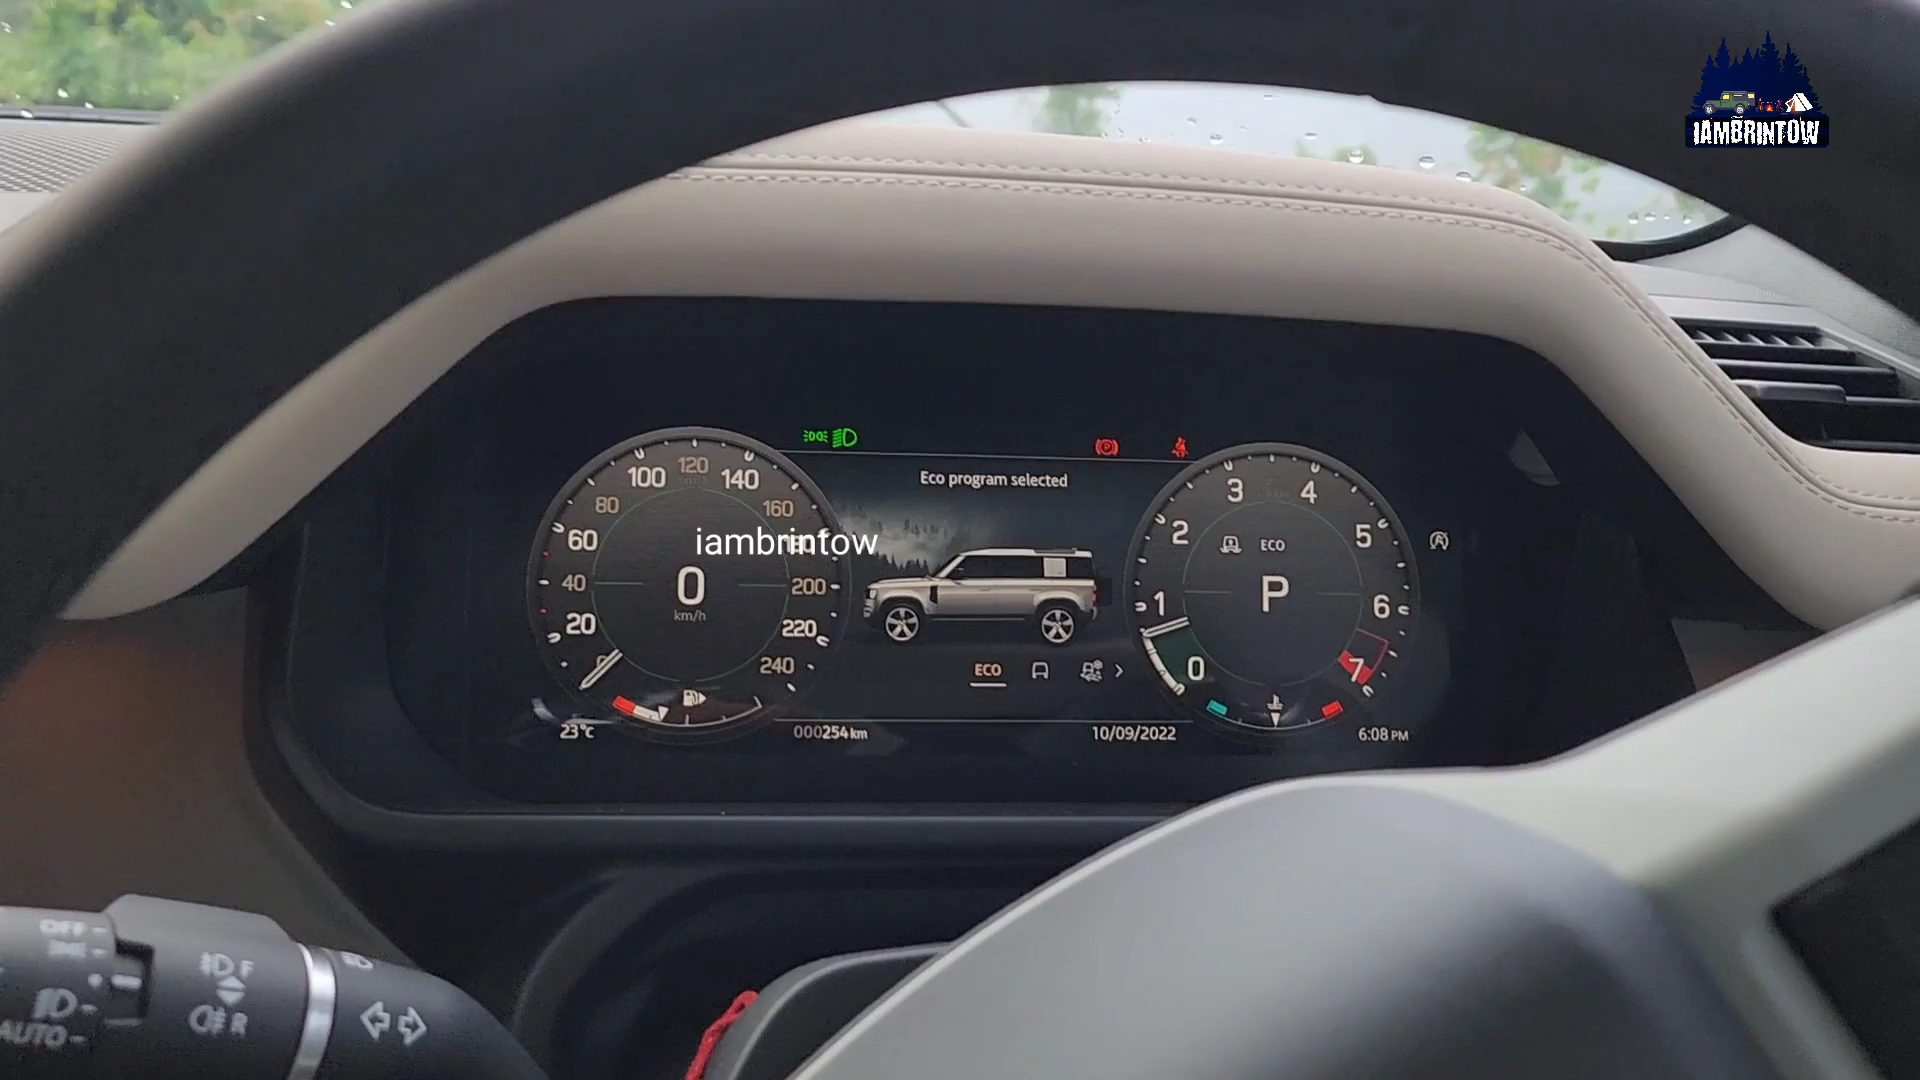 IAMBRINTOW
Eco program selected
100
120
140
80
160
60
iambrintow
40
0
200
km/h
20
220
240
3
4
2
5
ECO
P
1
6
0
7
ECO
23°c
000254 km
10/09/2022
6:08 PM
OFF
F
R
AUTO